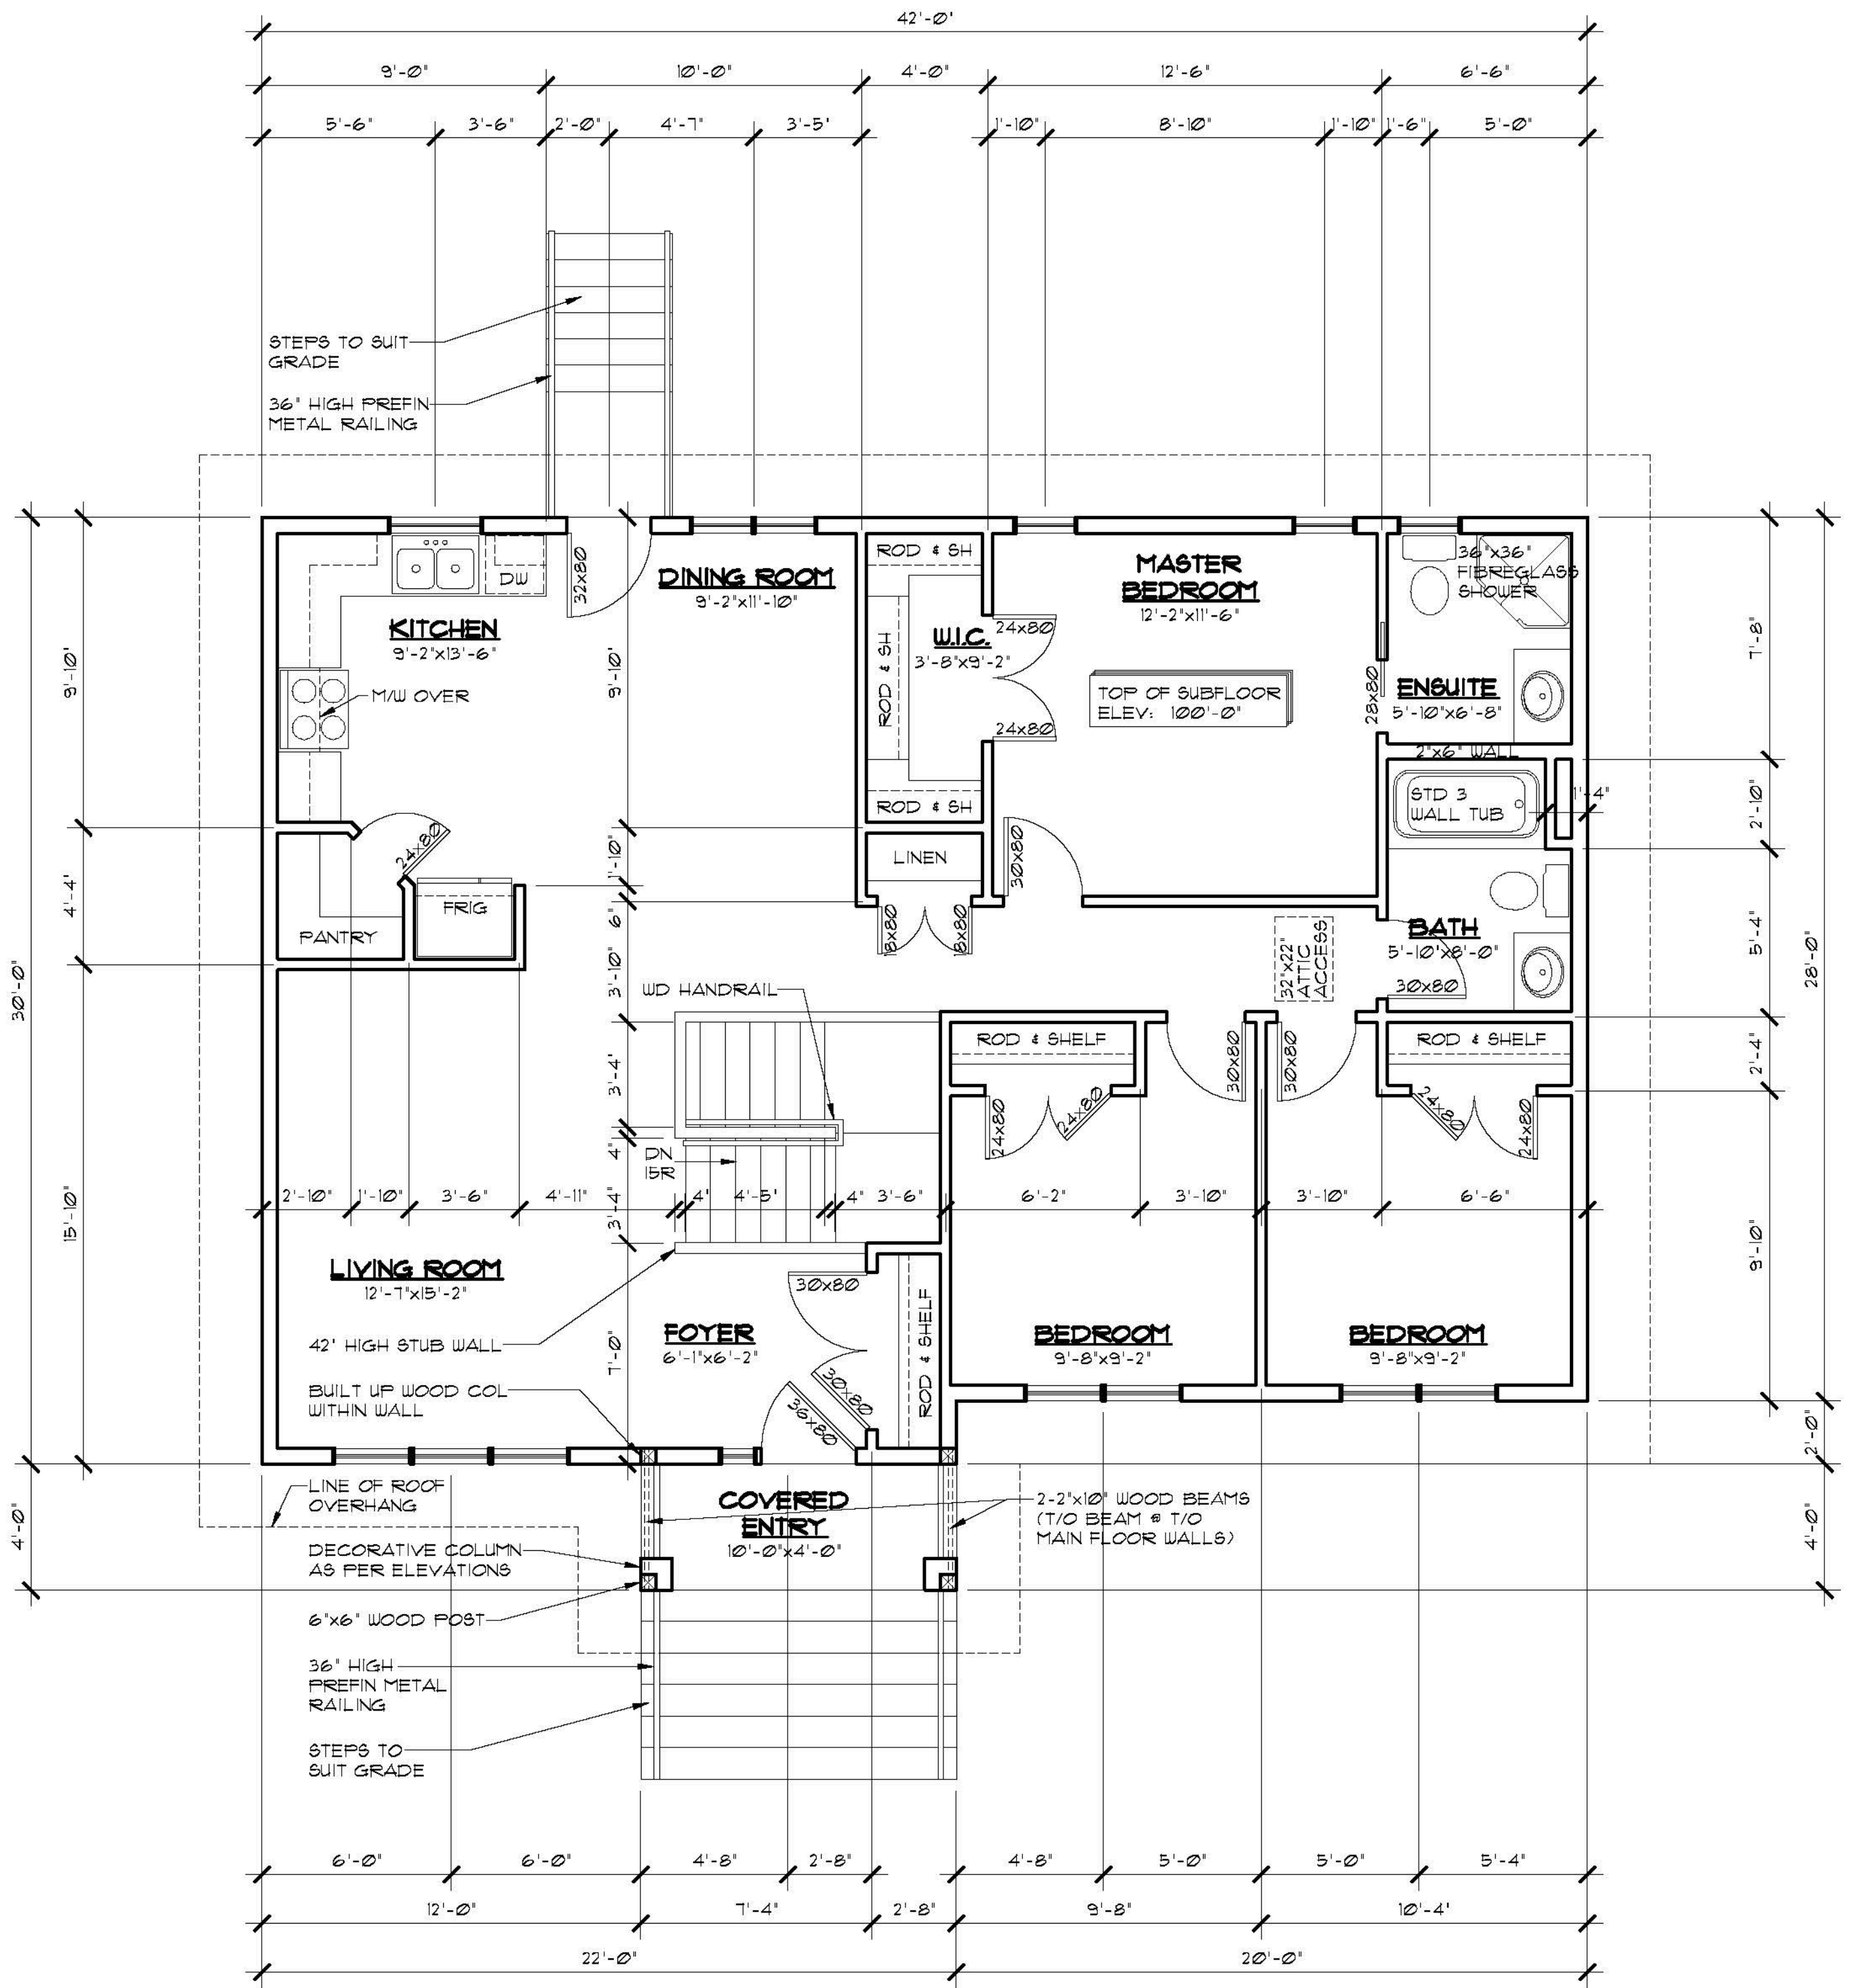 42'-0"
9'-0" 10'-0" 4'-0" 12'-6" 6'-6"
5'-6" 3'-6" 2'-0" 4'-7" 3'-5" 1'-10" 8'-10" 1'-10" 1'-6" 5'-0"
STEPS TO SUIT
GRADE
36" HIGH PREFIN
METAL RAILING
DW
32x80
DINING ROOM
9'-2"x11'-10"
KITCHEN
9'-2"x13'-6"
M/W OVER
9'-10"
9'-10"
ROD & SH
ROD & SH
W.I.C.
3'-8"x9'-2"
ROD & SH
24x80
24x80
MASTER
BEDROOM
12'-2"x11'-6"
TOP OF SUBFLOOR
ELEV: 100'-0"
28x80
36"x36"
FIBREGLASS
SHOWER
ENSUITE
5'-10"x6'-8"
2"x6" WALL
7'-8"
STD 3
WALL TUB
1'-4"
2'-10"
24x80
PANTRY
FRIG
4'-4"
1'-10"
6"
3'-10"
LINEN
18x80
18x80
30x80
32"x22"
ATTIC
ACCESS
BATH
5'-10"x8'-0"
30x80
5'-4"
28'-0"
30'-0"
WD HANDRAIL
3'-4"
4"
3'-4"
DN
15R
ROD & SHELF
24x80
24x80
30x80
30x80
ROD & SHELF
24x80
24x80
2'-4"
9'-10"
15'-10"
2'-10" 1'-10" 3'-6" 4'-11" 4" 4'-5" 4" 3'-6" 6'-2" 3'-10" 3'-10" 6'-6"
LIVING ROOM
12'-7"x15'-2"
42" HIGH STUB WALL
BUILT UP WOOD COL
WITHIN WALL
7'-0"
FOYER
6'-1"x6'-2"
30x80
30x80
36x80
ROD & SHELF
BEDROOM
9'-8"x9'-2"
BEDROOM
9'-8"x9'-2"
2'-0"
4'-0"
4'-0"
LINE OF ROOF
OVERHANG
COVERED
ENTRY
10'-0"x4'-0"
2-2"x10" WOOD BEAMS
(T/O BEAM @ T/O
MAIN FLOOR WALLS)
DECORATIVE COLUMN
AS PER ELEVATIONS
6"x6" WOOD POST
36" HIGH
PREFIN METAL
RAILING
STEPS TO
SUIT GRADE
6'-0" 6'-0" 4'-8" 2'-8" 4'-8" 5'-0" 5'-0" 5'-4"
12'-0" 7'-4" 2'-8" 9'-8" 10'-4"
22'-0" 20'-0"